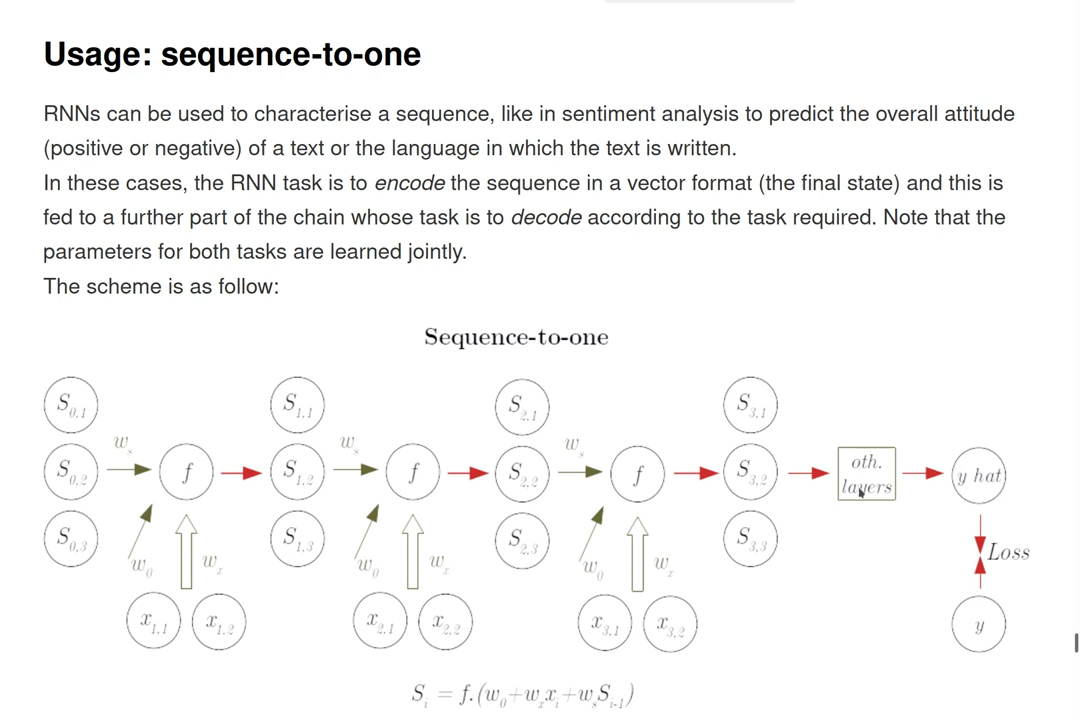 Usage: sequence-to-one
RNNs can be used to characterise a sequence, like in sentiment analysis to predict the overall attitude
(positive or negative) of a text or the language in which the text is written.
In these cases, the RNN task is to encode the sequence in a vector format (the final state) and this is
fed to a further part of the chain whose task is to decode according to the task required. Note that the
parameters for both tasks are learned jointly.
The scheme is as follow:
Sequence-to-one
S0,1 S1,1 S2,1 S3,1
ws ws ws
S0,2 f S1,2 f S2,2 f S3,2 oth. layers y hat
S0,3 S1,3 S2,3 S3,3 Loss
w0 wx w0 wx w0 wx
x1,1 x1,2 x2,1 x2,2 x3,1 x3,2 y
Si = f.(w0+wxxi+wsSi-1)